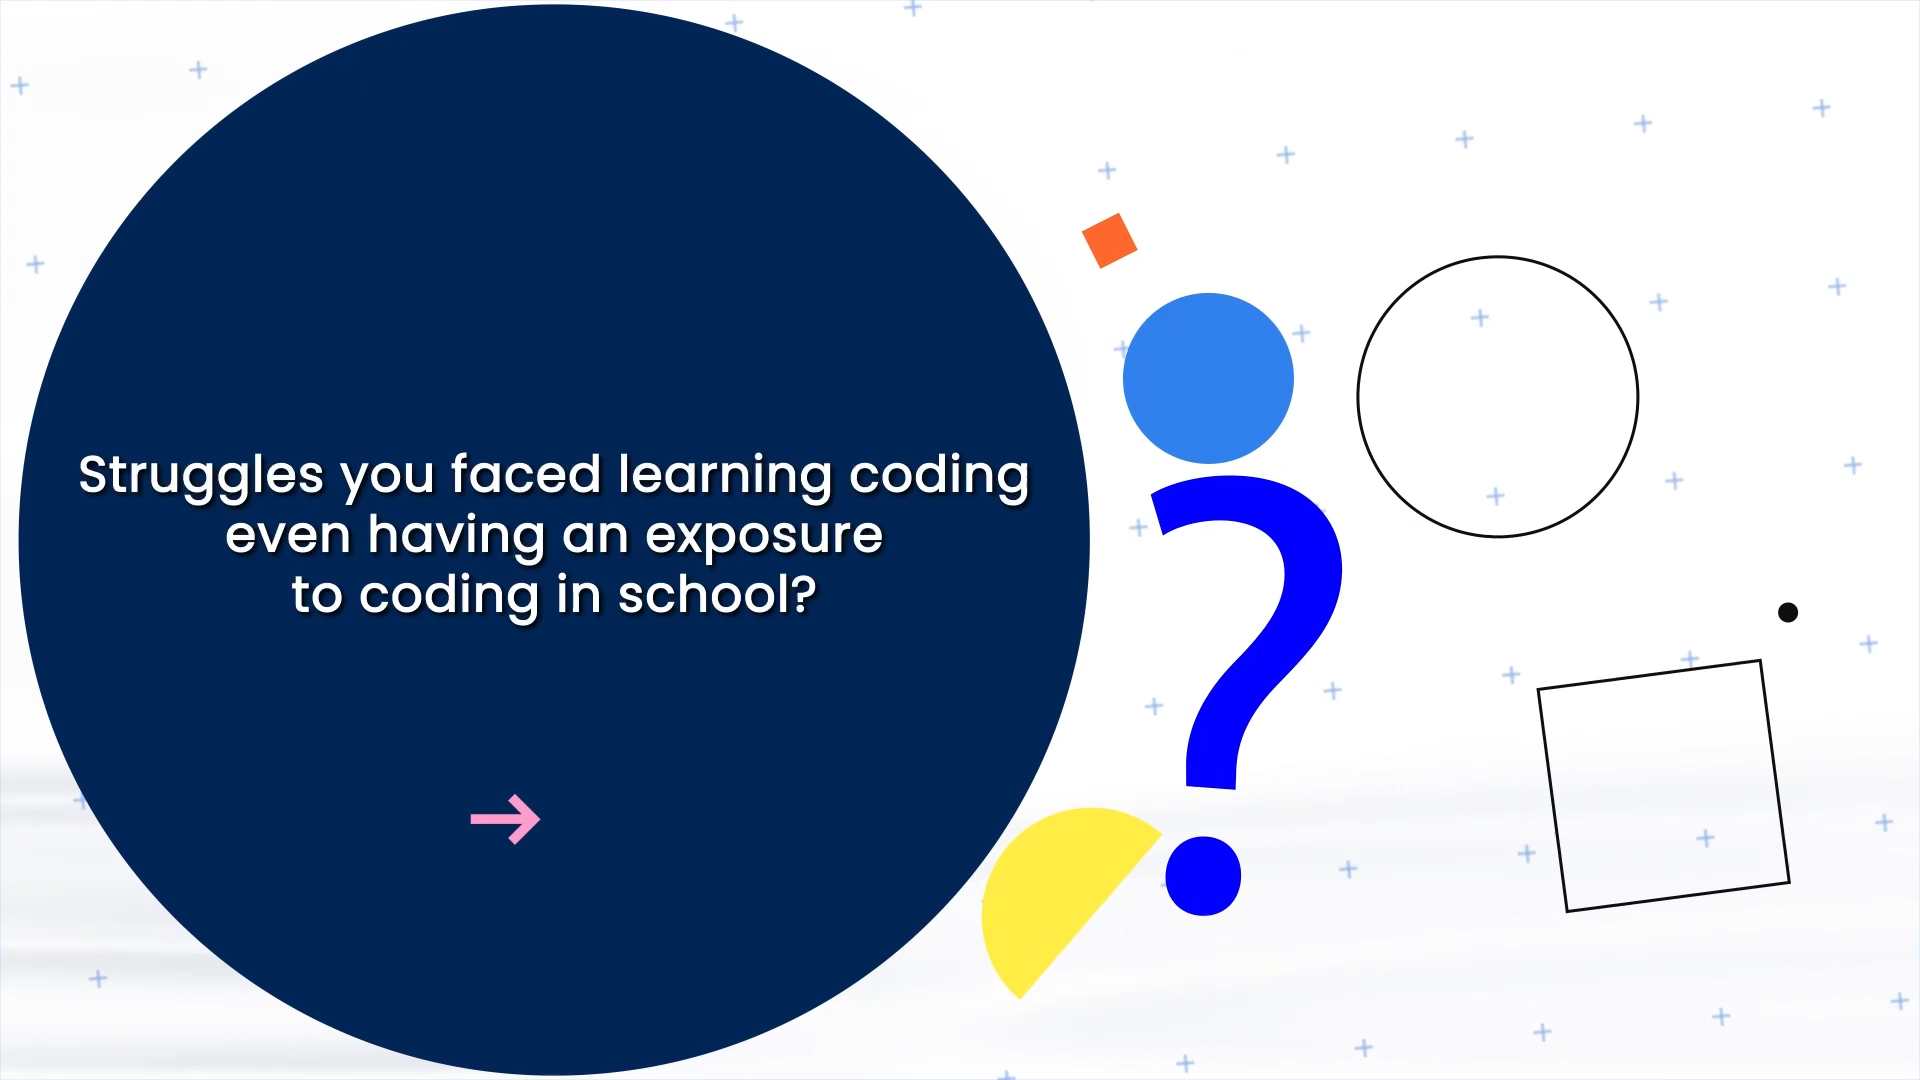 Struggles you faced learning coding
even having an exposure
to coding in school?
?